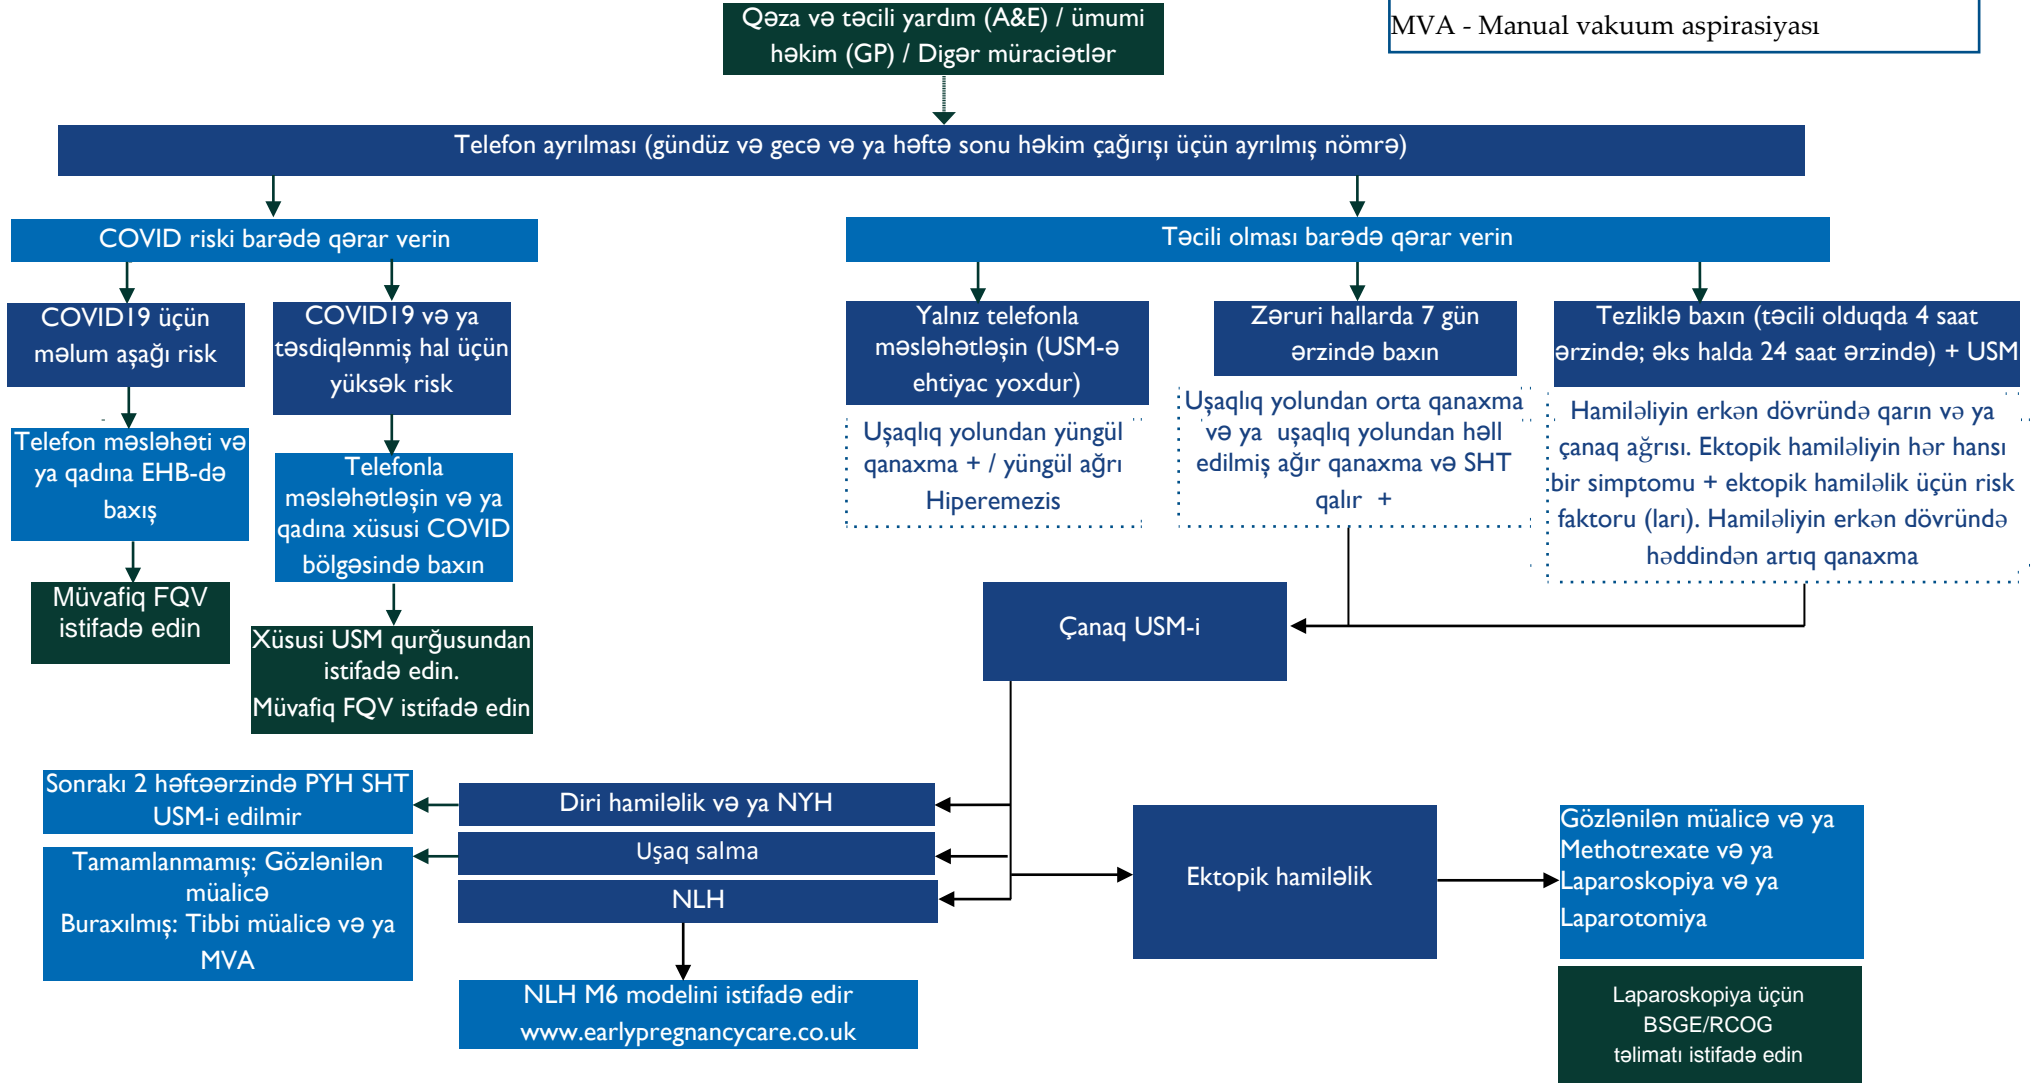 Qəza və təcili yardım (A&E) / ümumi
həkim (GP) / Digər müraciətlər
MVA - Manual vakuum aspirasiyası
Telefon ayrılması (gündüz və gecə və ya həftə sonu həkim çağırışı üçün ayrılmış nömrə)
COVID riski barədə qərar verin
Təcili olması barədə qərar verin
COVID19 üçün
məlum aşağı risk
COVID19 və ya
təsdiqlənmiş hal üçün
yüksək risk
Yalnız telefonla
məsləhətləşin (USM-ə
ehtiyac yoxdur)
Zəruri hallarda 7 gün
ərzində baxın
Tezliklə baxın (təcili olduqda 4 saat
ərzində; əks halda 24 saat ərzində) + USM
Telefon məsləhəti və
ya qadına EHB-də
baxış
Telefonla
məsləhətləşin və ya
qadına xüsusi COVID
bölgəsində baxın
Uşaqlıq yolundan yüngül
qanaxma + / yüngül ağrı
Hiperemezis
Uşaqlıq yolundan orta qanaxma
və ya uşaqlıq yolundan həll
edilmiş ağır qanaxma və SHT
qalır +
Hamiləliyin erkən dövründə qarın və ya
çanaq ağrısı. Ektopik hamiləliyin hər hansı
bir simptomu + ektopik hamiləlik üçün risk
faktoru (ları). Hamiləliyin erkən dövründə
həddindən artıq qanaxma
Müvafiq FQV
istifadə edin
Xüsusi USM qurğusundan
istifadə edin.
Müvafiq FQV istifadə edin
Çanaq USM-i
Sonrakı 2 həftəərzində PYH SHT
USM-i edilmir
Diri hamiləlik və ya NYH
Tamamlanmamış: Gözlənilən
müalicə
Buraxılmış: Tibbi müalicə və ya
MVA
Uşaq salma
NLH
NLH M6 modelini istifadə edir
www.earlypregnancycare.co.uk
Ektopik hamiləlik
Gözlənilən müalicə və ya
Methotrexate və ya
Laparoskopiya və ya
Laparotomiya
Laparoskopiya üçün
BSGE/RCOG
təlimatı istifadə edin